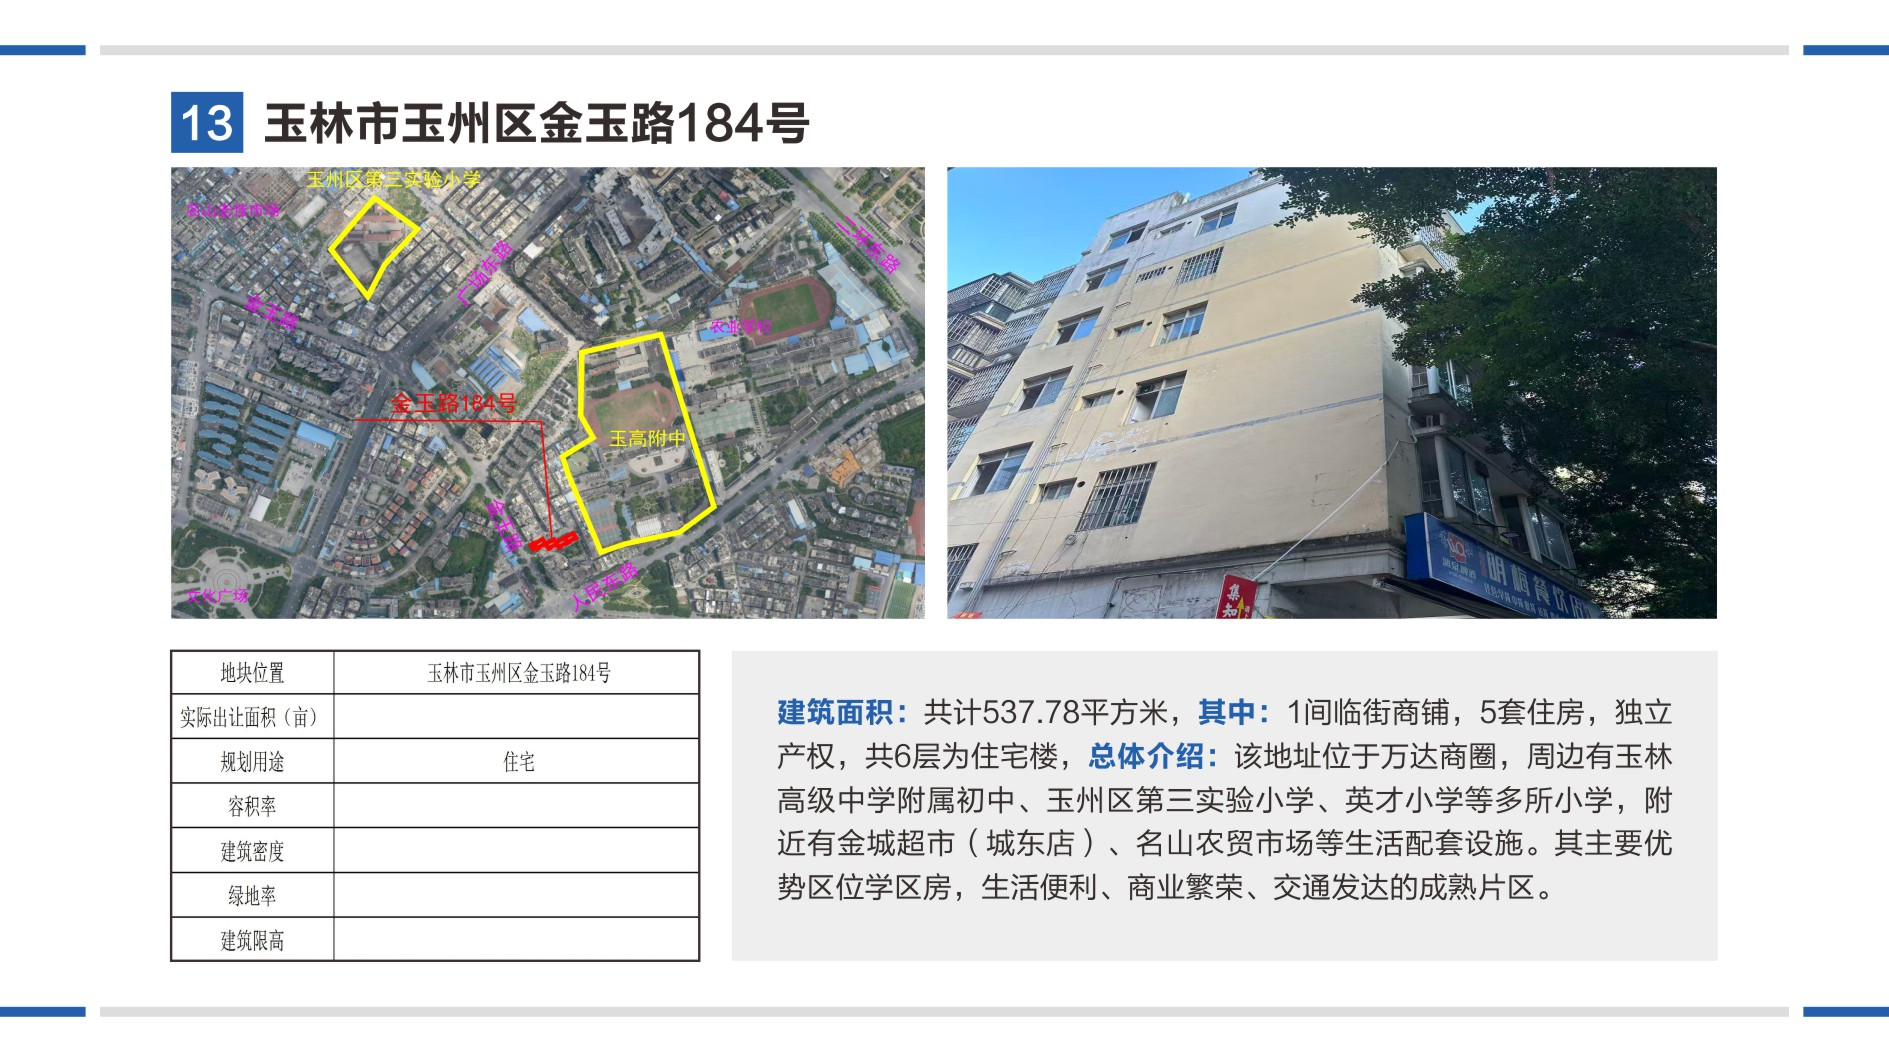 13 玉林市玉州区金玉路184号
玉州区第三实验小学
名山农贸市场
广场东路
二环东路
金玉路
农业学校
金玉路184号
玉高附中
金玉路
人民东路
文化广场
集
知
明梅餐饮店
地块位置 玉林市玉州区金玉路184号
实际出让面积（亩）
规划用途 住宅
容积率
建筑密度
绿地率
建筑限高
建筑面积：共计537.78平方米，其中：1间临街商铺，5套住房，独立
产权，共6层为住宅楼，总体介绍：该地址位于万达商圈，周边有玉林
高级中学附属初中、玉州区第三实验小学、英才小学等多所小学，附
近有金城超市（城东店）、名山农贸市场等生活配套设施。其主要优
势区位学区房，生活便利、商业繁荣、交通发达的成熟片区。